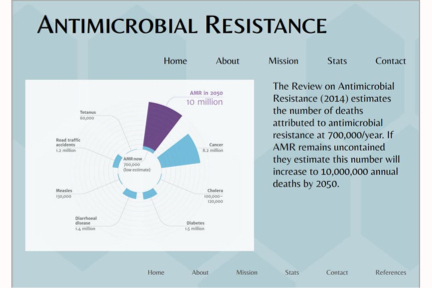 ANTIMICROBIAL RESISTANCE
Home About Mission Stats Contact
AMR in 2050
10 million
Tetanus
60,000
Road traffic
accidents
1.2 million
Cancer
8.2 million
AMR now
700,000
(low estimate)
Measles
130,000
Cholera
100,000–
120,000
Diarrhoeal
disease
1.4 million
Diabetes
1.5 million
The Review on Antimicrobial
Resistance (2014) estimates
the number of deaths
attributed to antimicrobial
resistance at 700,000/year. If
AMR remains uncontained
they estimate this number will
increase to 10,000,000 annual
deaths by 2050.
Home About Mission Stats Contact References